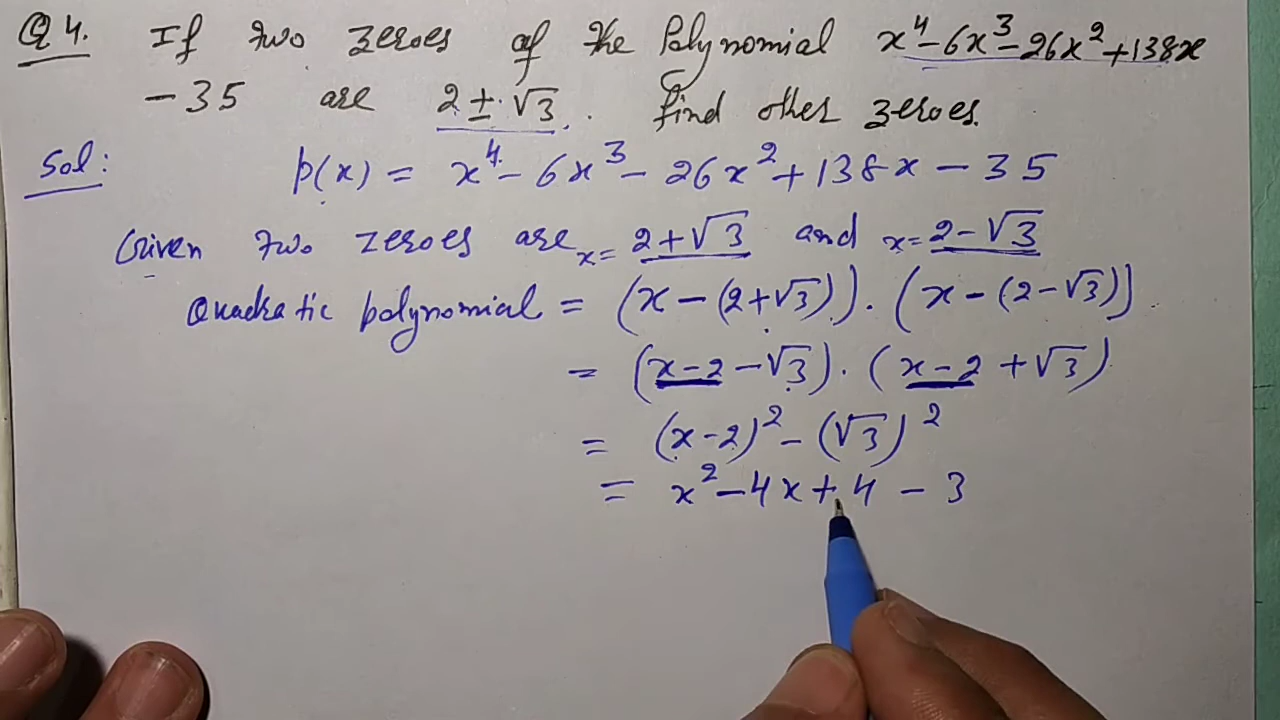 Q 4. If two zeroes of the Polynomial x⁴-6x³-26x²+138x
-35 are 2±√3. find other zeroes.
Sol: p(x) = x⁴-6x³-26x²+138x-35
Given two zeroes are x= 2+√3 and x= 2-√3
Quadratic polynomial = (x-(2+√3)).(x-(2-√3))
= (x-2-√3).(x-2+√3)
= (x-2)²-(√3)²
= x²-4x+4-3